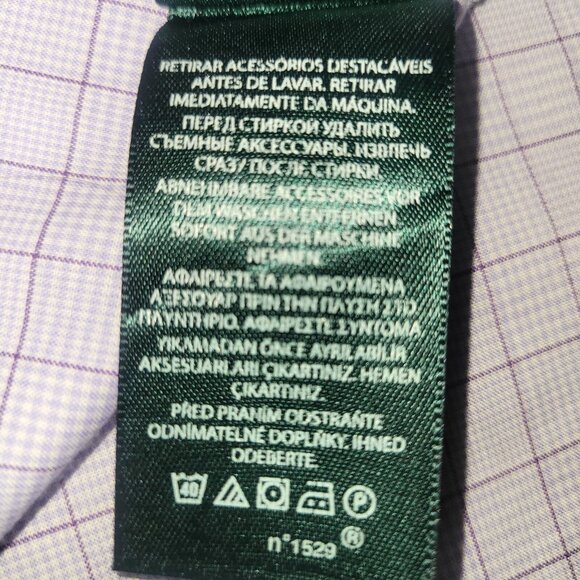 RETIRAR ACESSÓRIOS DESTACÁVEIS
ANTES DE LAVAR. RETIRAR
IMEDIATAMENTE DA MÁQUINA.
ПЕРЕД СТИРКОЙ УДАЛИТЬ
СЪЕМНЫЕ АКСЕССУАРЫ. ИЗВЛЕЧЬ
СРАЗУ ПОСЛЕ СТИРКИ
ABNEHMBARE ACCESSOIRES VOR
DEM WASCHEN ENTFERNEN
SOFORT AUS DER MASCHINE
NEHMEN.
ΑΦΑΙΡΕΣΤΕ ΤΑ ΑΦΑΙΡΟΥΜΕΝΑ
ΑΞΕΣΟΥΑΡ ΠΡΙΝ ΤΗΝ ΠΛΥΣΗ ΣΤΟ
ΠΛΥΝΤΗΡΙΟ. ΑΦΑΙΡΕΣΤΕ ΣΥΝΤΟΜΑ
YIKAMADAN ÖNCE AYRILABİLİR
AKSESUARLARI ÇIKARTINIZ. HEMEN
ÇIKARTINIZ.
PŘED PRANÍM ODSTRAŇTE
ODNÍMATELNÉ DOPLŇKY. IHNED
ODEBERTE.
40 P
n°1529 ®